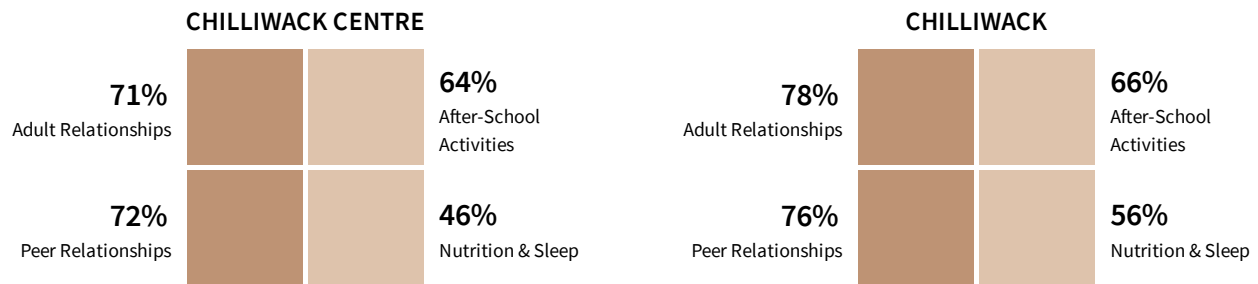 CHILLIWACK CENTRE
71%
Adult Relationships
64%
After-School
Activities
72%
Peer Relationships
46%
Nutrition & Sleep
CHILLIWACK
78%
Adult Relationships
66%
After-School
Activities
76%
Peer Relationships
56%
Nutrition & Sleep